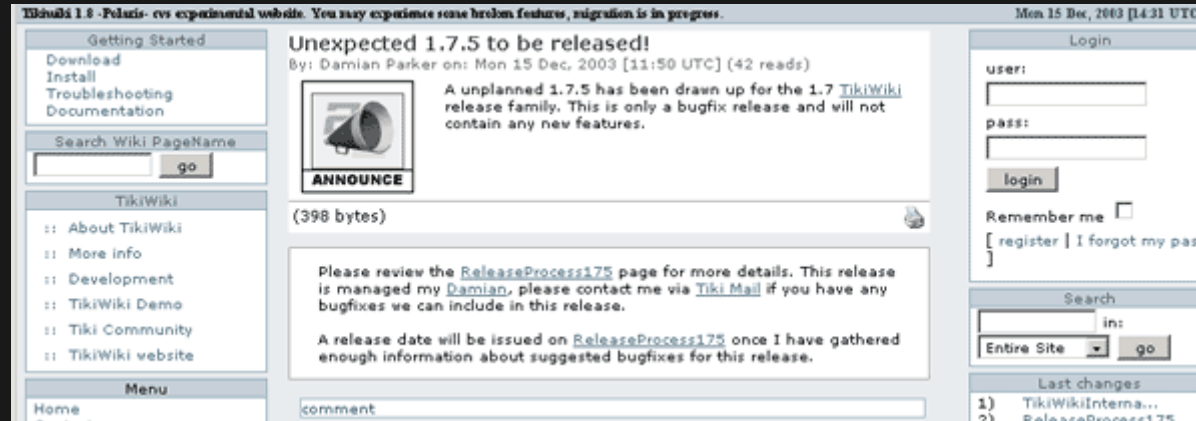 Tikiwiki 1.8 -Polaris- cvs experimental website. You may experience some broken features, migration is in progress.
Mon 15 Dec, 2003 [14:31 UTC
Getting Started
Download
Install
Troubleshooting
Documentation
Search Wiki PageName
go
TikiWiki
:: About TikiWiki
:: More info
:: Development
:: TikiWiki Demo
:: Tiki Community
:: TikiWiki website
Menu
Home
Unexpected 1.7.5 to be released!
By: Damian Parker on: Mon 15 Dec, 2003 [11:50 UTC] (42 reads)
A unplanned 1.7.5 has been drawn up for the 1.7 TikiWiki
release family. This is only a bugfix release and will not
contain any new features.
ANNOUNCE
(398 bytes)
Please review the ReleaseProcess175 page for more details. This release
is managed my Damian, please contact me via Tiki Mail if you have any
bugfixes we can include in this release.
A release date will be issued on ReleaseProcess175 once I have gathered
enough information about suggested bugfixes for this release.
comment
Login
user:
pass:
login
Remember me
[ register | I forgot my pas
]
Search
in:
Entire Site
go
Last changes
1) TikiWikiInterna...
2) ReleaseProcess175